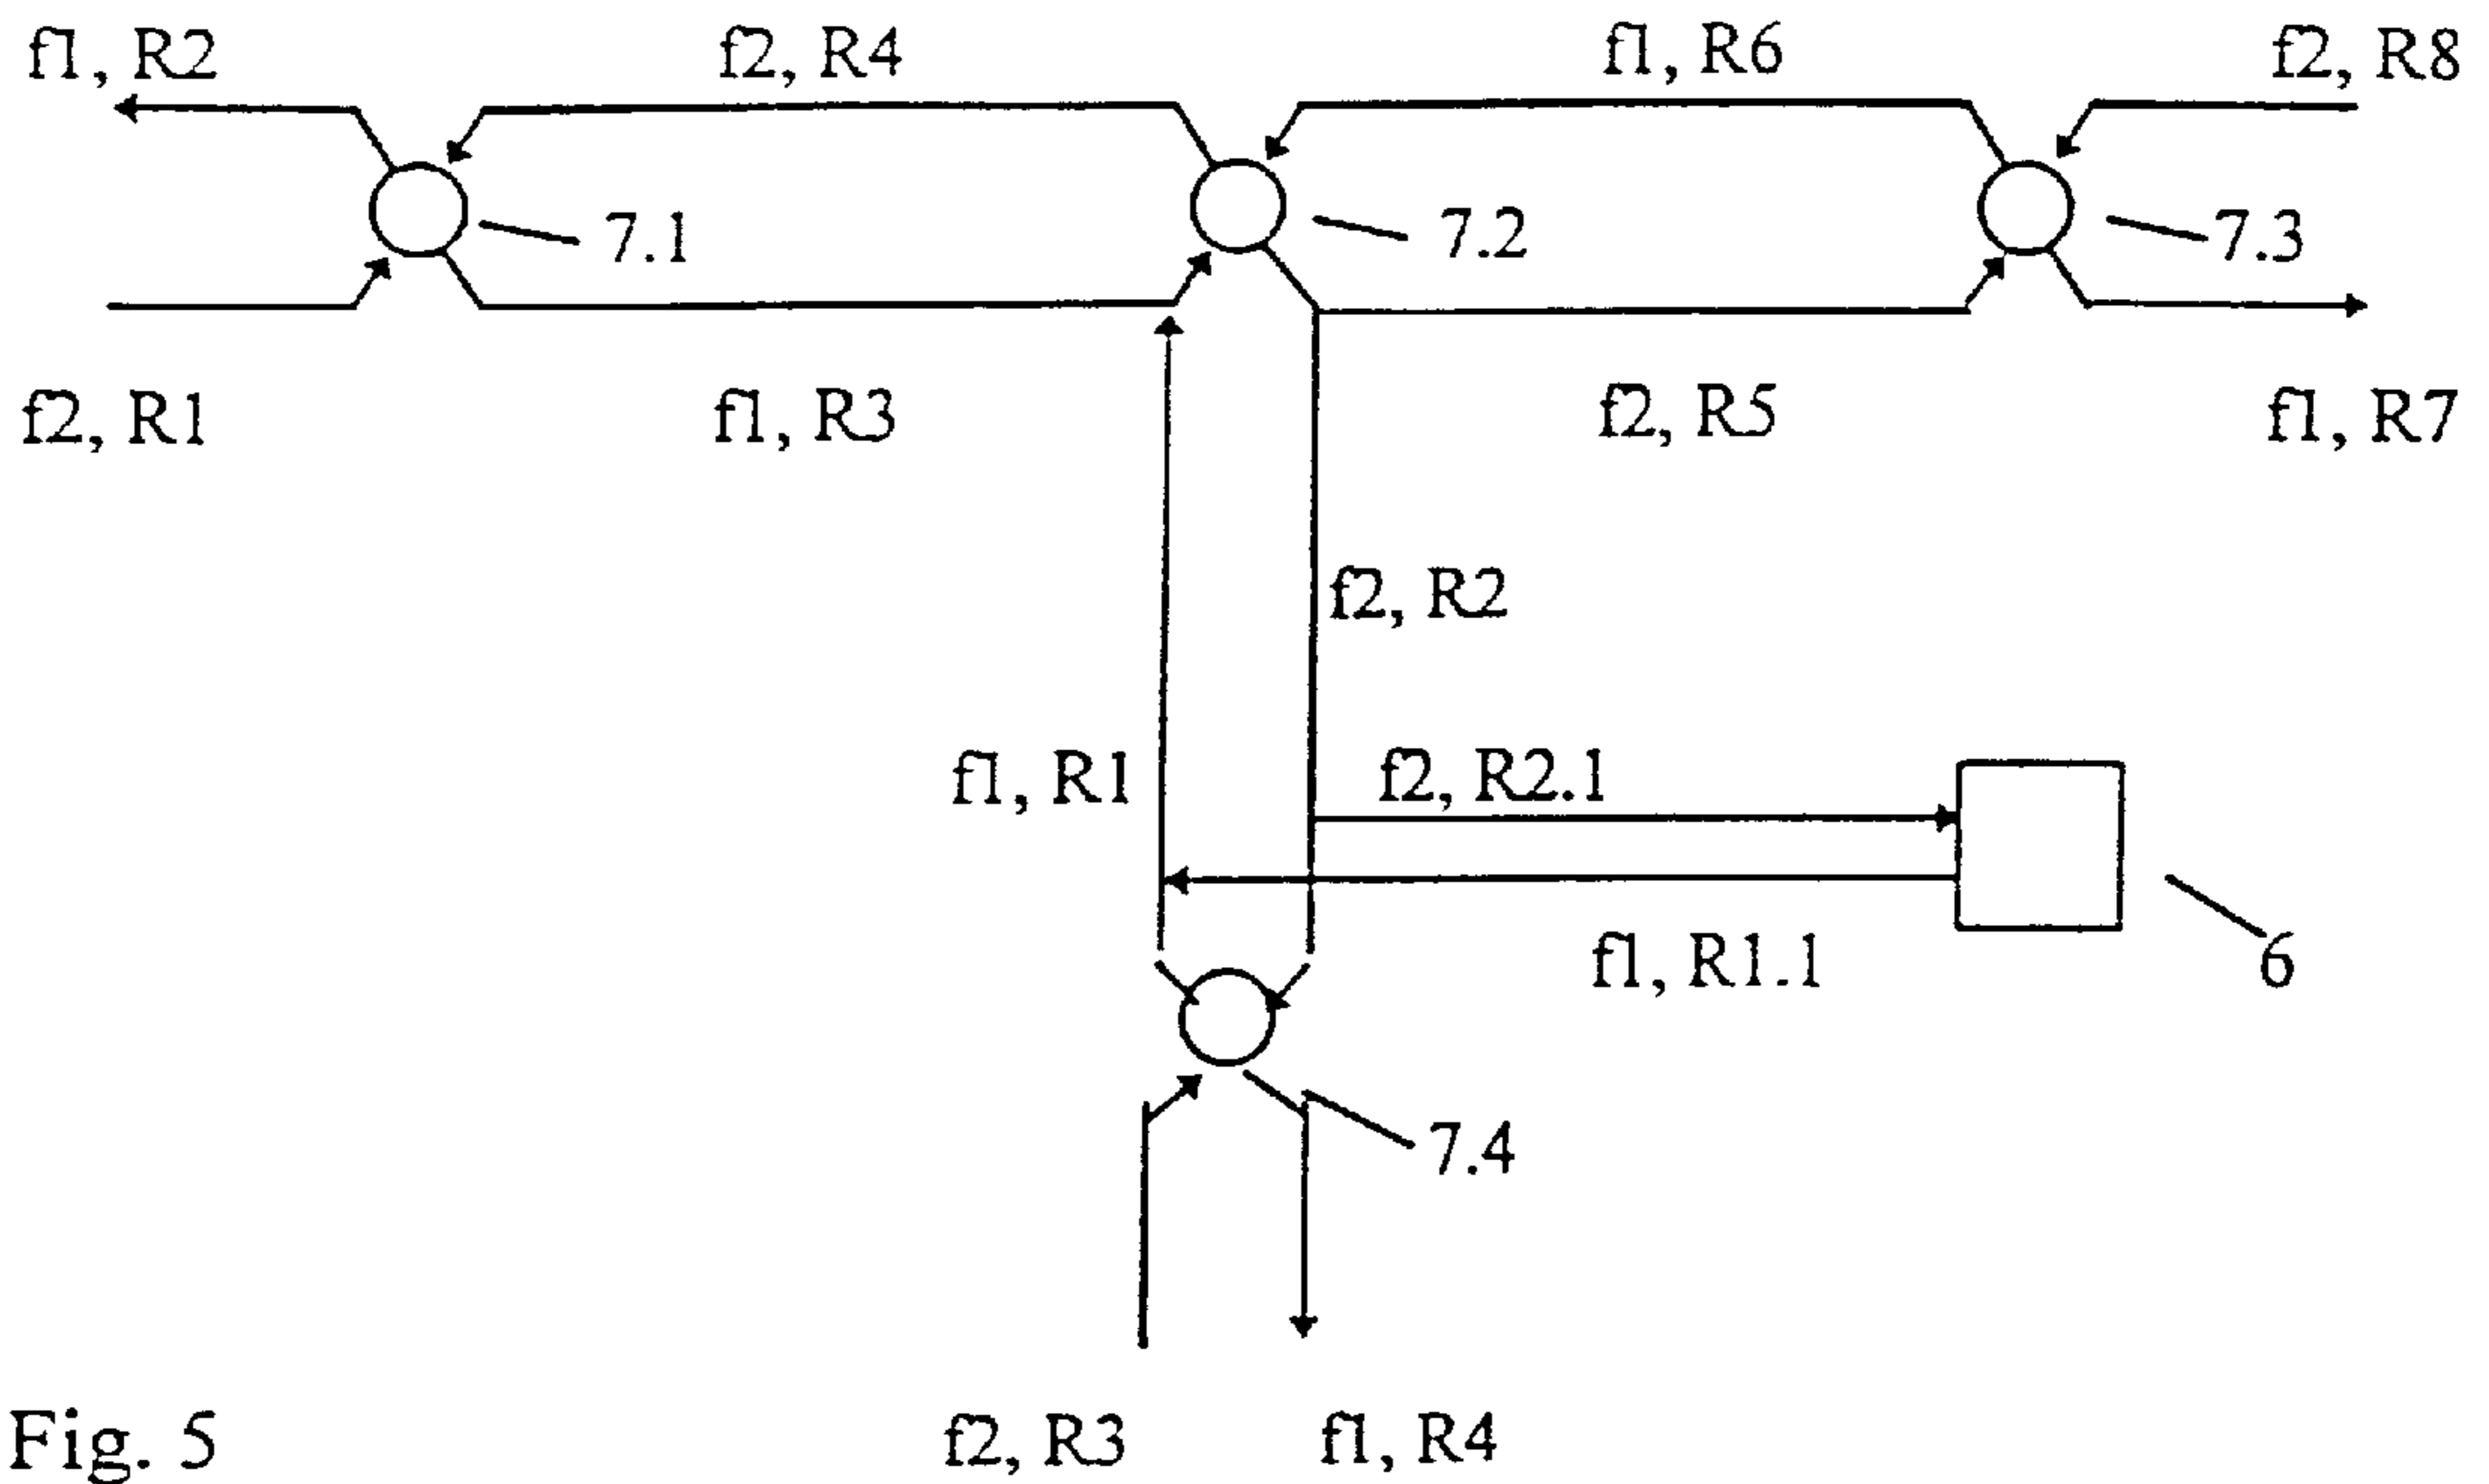 f1, R2
f2, R4
f1, R6
f2, R8
7.1
7.2
7.3
f2, R1
f1, R3
f2, R5
f1, R7
f2, R2
f1, R1
f2, R2.1
f1, R1.1
6
7.4
f2, R3
f1, R4
Fig. 5